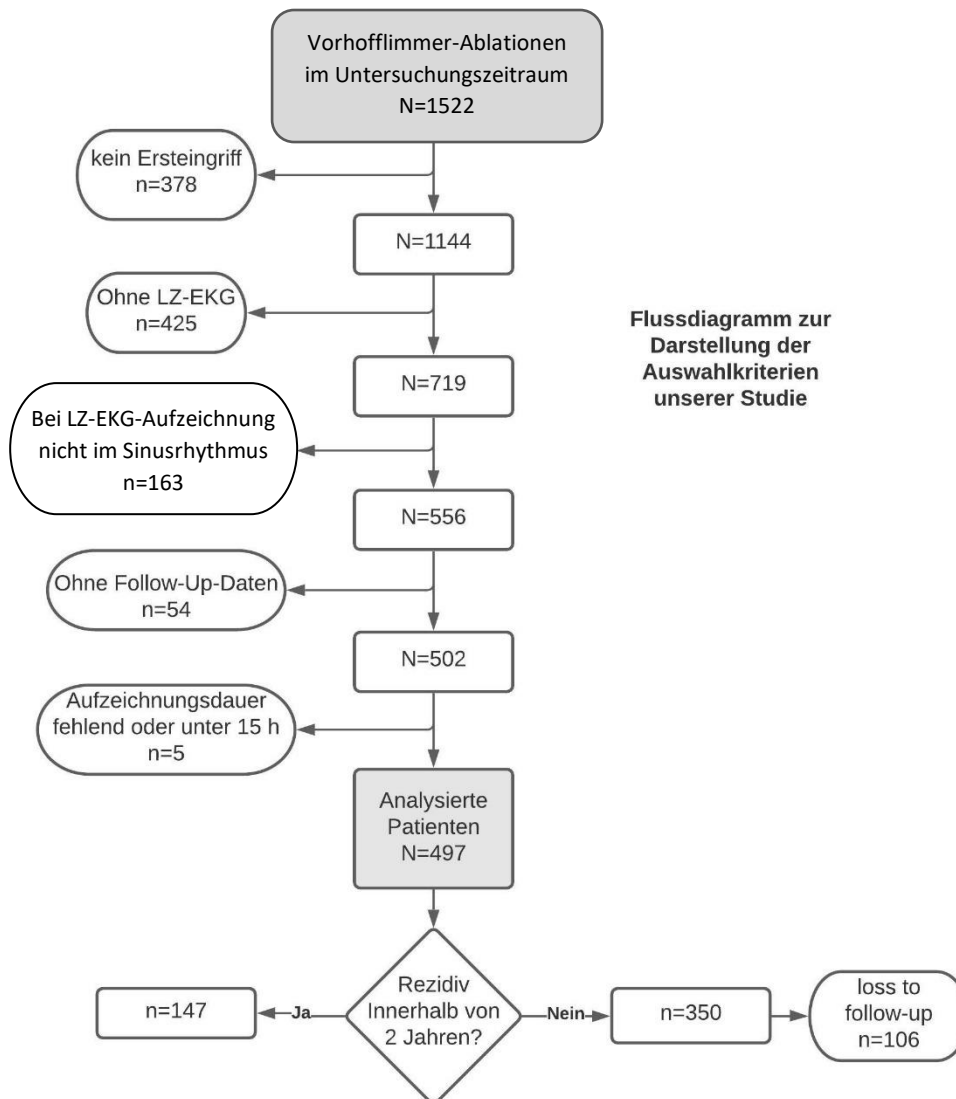 Vorhofflimmer-Ablationen
im Untersuchungszeitraum
N=1522
kein Ersteingriff
n=378
N=1144
Ohne LZ-EKG
n=425
Flussdiagramm zur
Darstellung der
Auswahlkriterien
unserer Studie
N=719
Bei LZ-EKG-Aufzeichnung
nicht im Sinusrhythmus
n=163
N=556
Ohne Follow-Up-Daten
n=54
N=502
Aufzeichnungsdauer
fehlend oder unter 15 h
n=5
Analysierte
Patienten
N=497
Rezidiv
Innerhalb von
2 Jahren?
Ja
n=147
Nein
n=350
loss to
follow-up
n=106